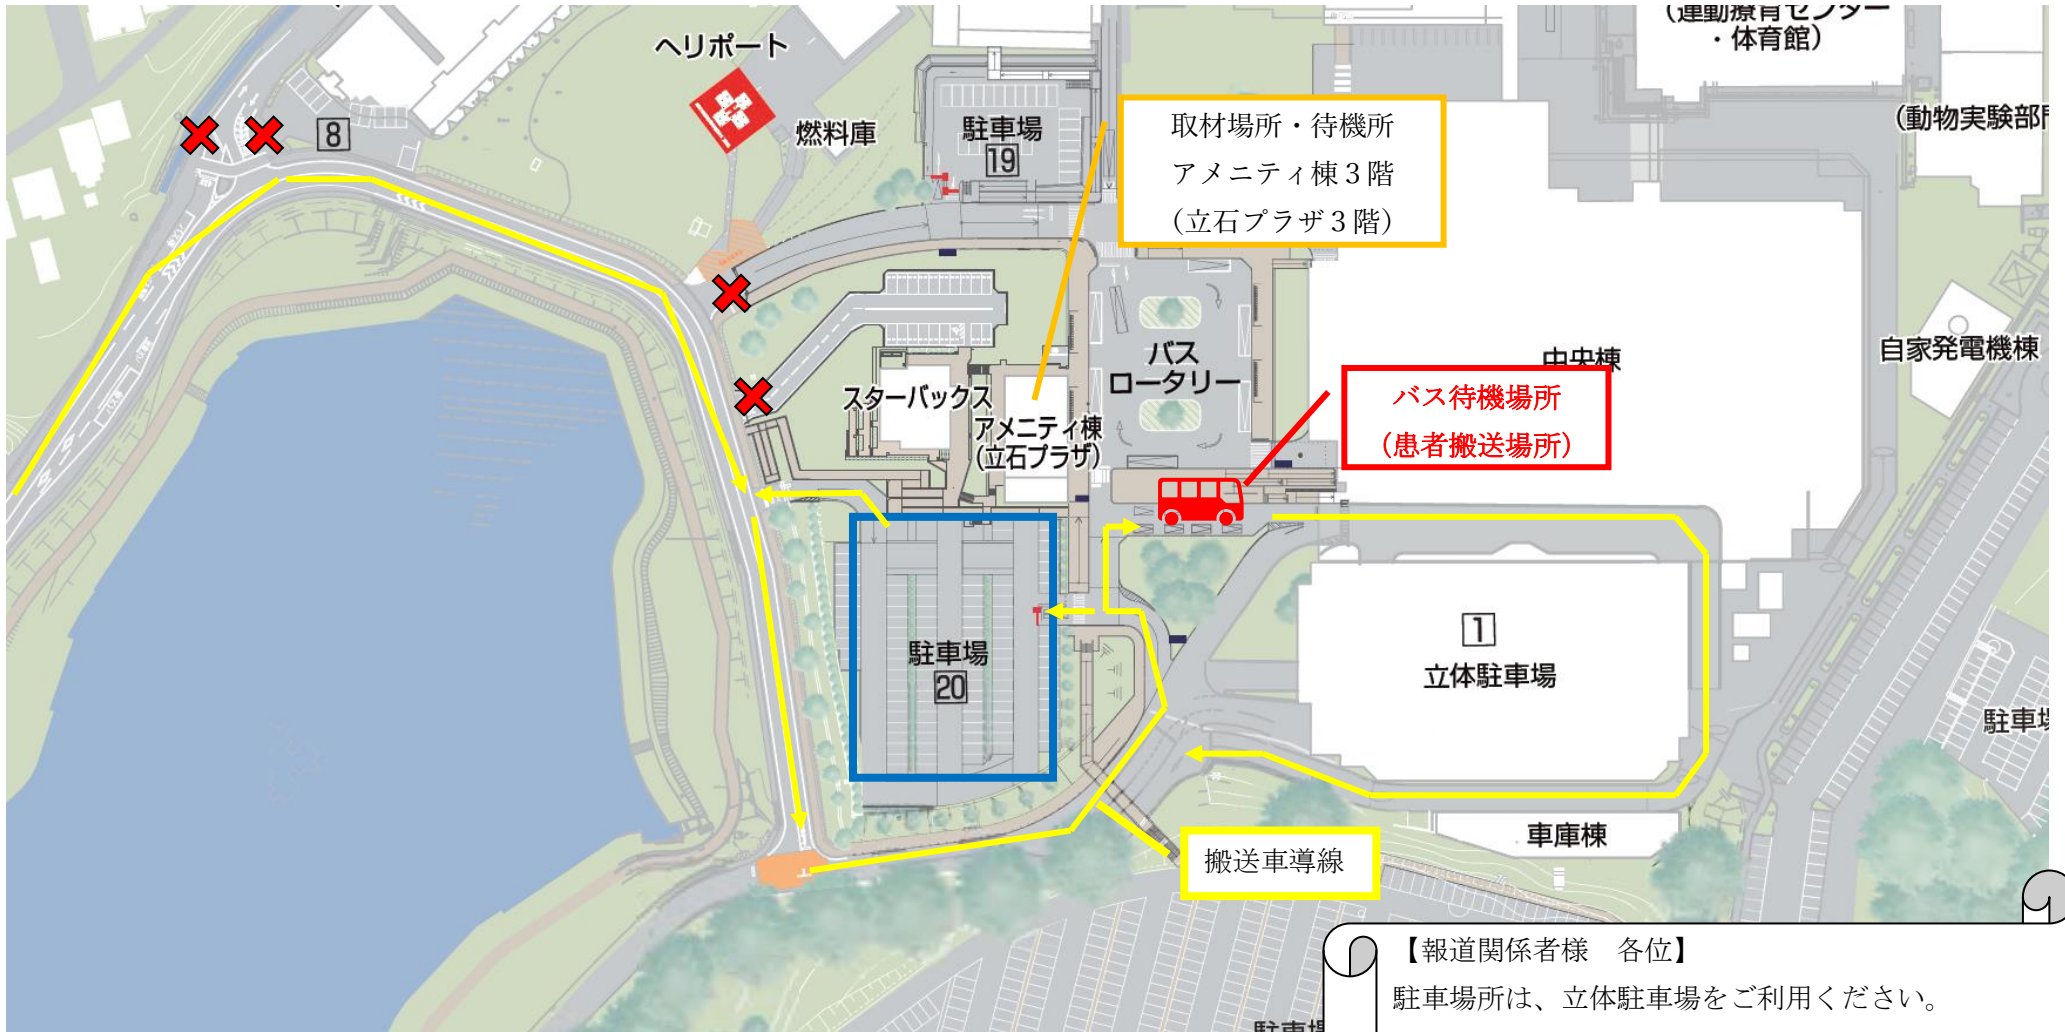 (運動療育センター
・体育館)
ヘリポート
燃料庫
8
駐車場
19
取材場所・待機所
アメニティ棟３階
(立石プラザ３階)
(動物実験部門
バス
ロータリー
中央棟
自家発電機棟
スターバックス
アメニティ棟
(立石プラザ)
バス待機場所
(患者搬送場所)
駐車場
20
1
立体駐車場
駐車場
車庫棟
搬送車導線
【報道関係者様　各位】
駐車場所は、立体駐車場をご利用ください。
駐車場